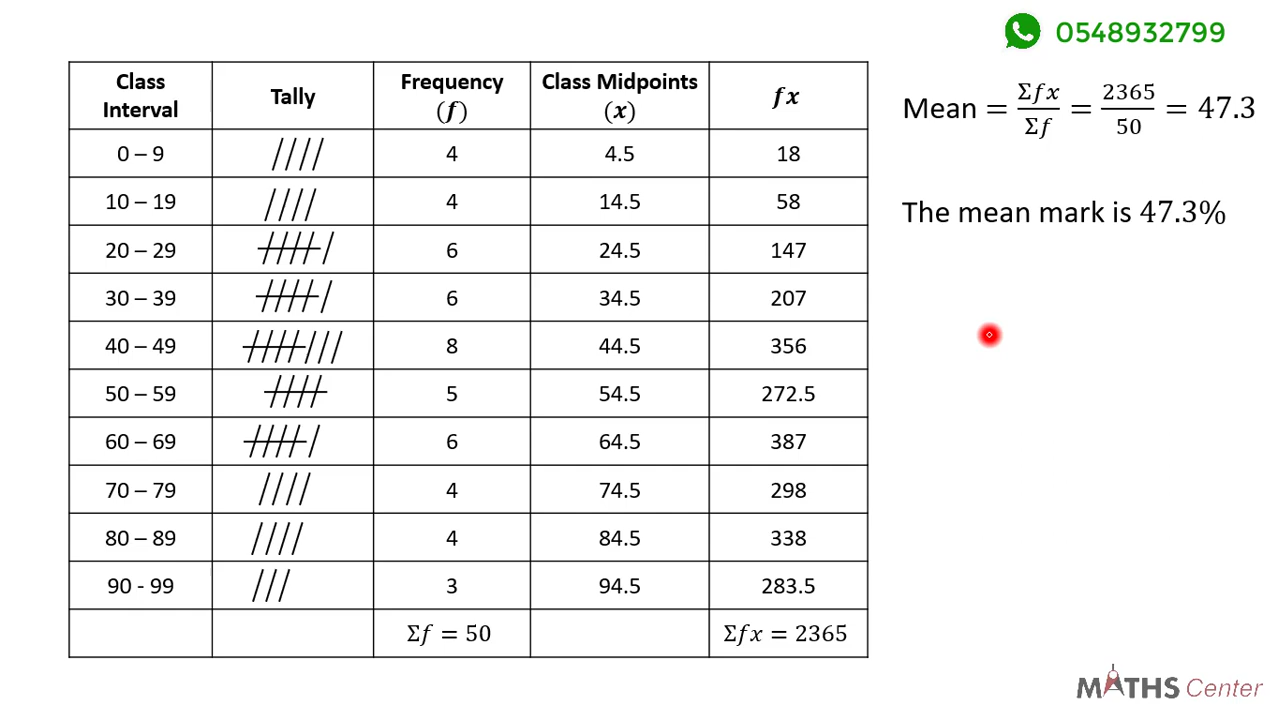 0548932799
Class Interval | Tally | Frequency (f) | Class Midpoints (x) | fx
0 – 9 | //// | 4 | 4.5 | 18
10 – 19 | //// | 4 | 14.5 | 58
20 – 29 | 6 | 24.5 | 147
30 – 39 | 6 | 34.5 | 207
40 – 49 | 8 | 44.5 | 356
50 – 59 | 5 | 54.5 | 272.5
60 – 69 | 6 | 64.5 | 387
70 – 79 | //// | 4 | 74.5 | 298
80 – 89 | //// | 4 | 84.5 | 338
90 - 99 | /// | 3 | 94.5 | 283.5
Σf = 50 | Σfx = 2365
Mean = Σfx/Σf = 2365/50 = 47.3
The mean mark is 47.3%
MATHS Center